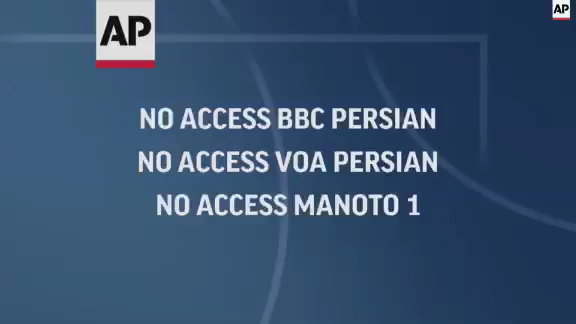 AP
AP
NO ACCESS BBC PERSIAN
NO ACCESS VOA PERSIAN
NO ACCESS MANOTO 1